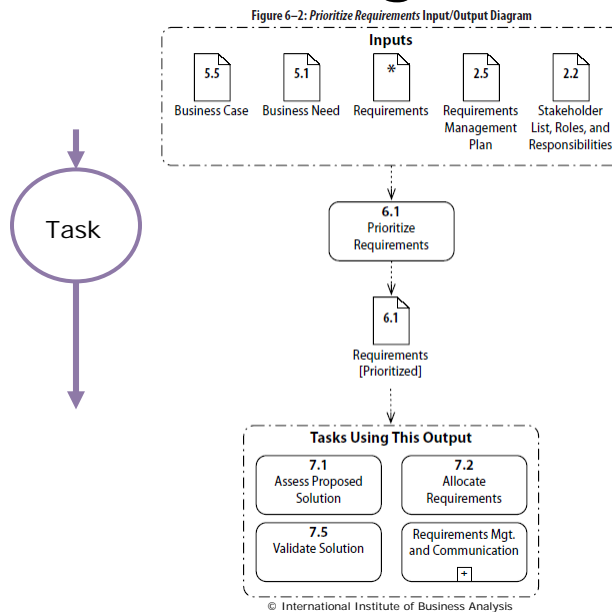 Figure 6–2: Prioritize Requirements Input/Output Diagram
Inputs
5.5
Business Case
5.1
Business Need
*
Requirements
2.5
Requirements
Management
Plan
2.2
Stakeholder
List, Roles, and
Responsibilities
Task
6.1
Prioritize
Requirements
6.1
Requirements
[Prioritized]
Tasks Using This Output
7.1
Assess Proposed
Solution
7.2
Allocate
Requirements
7.5
Validate Solution
Requirements Mgt.
and Communication
+
© International Institute of Business Analysis